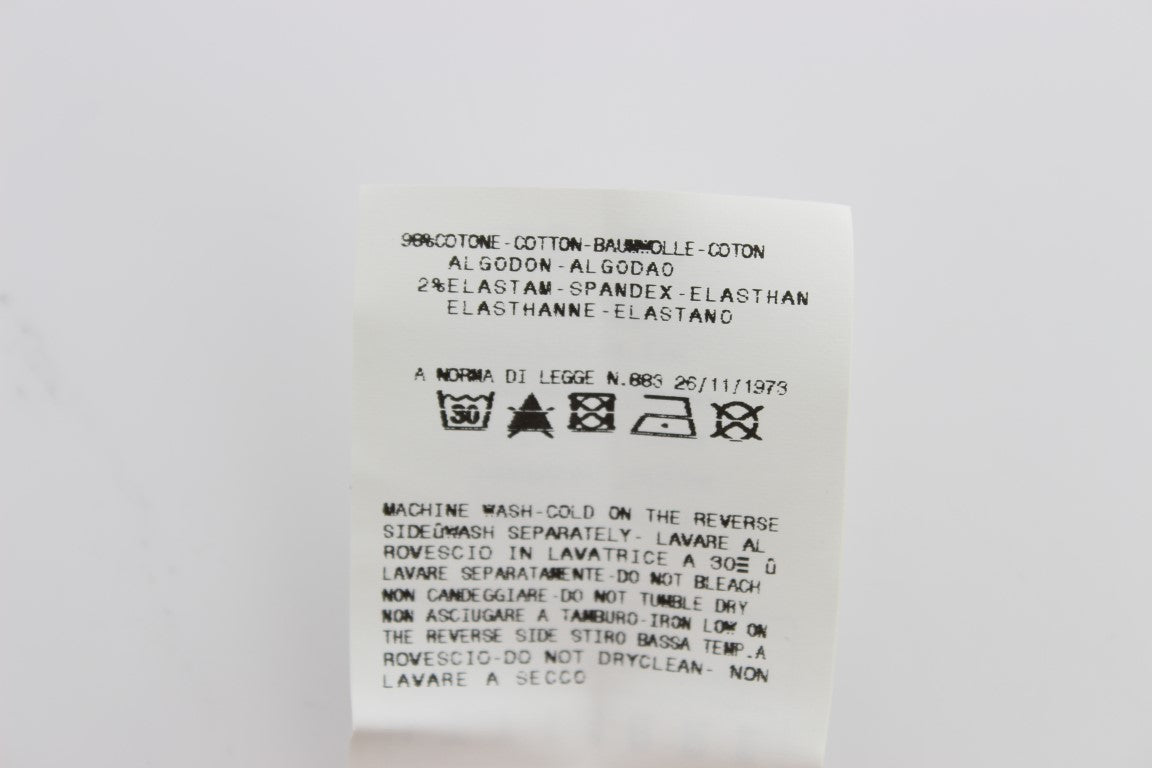 98%COTONE-COTTON-BAUMWOLLE-COTON
ALGODON-ALGODAO
2%ELASTAM-SPANDEX-ELASTHAN
ELASTHANNE-ELASTANO
A NORMA DI LEGGE N.883 26/11/1973
30
MACHINE WASH-COLD ON THE REVERSE
SIDEûWASH SEPARATELY- LAVARE AL
ROVESCIO IN LAVATRICE A 30Ξ û
LAVARE SEPARATAMENTE-DO NOT BLEACH
NON CANDEGGIARE-DO NOT TUMBLE DRY
NON ASCIUGARE A TAMBURO-IRON LOW ON
THE REVERSE SIDE STIRO BASSA TEMP.A
ROVESCIO-DO NOT DRYCLEAN- NON
LAVARE A SECCO